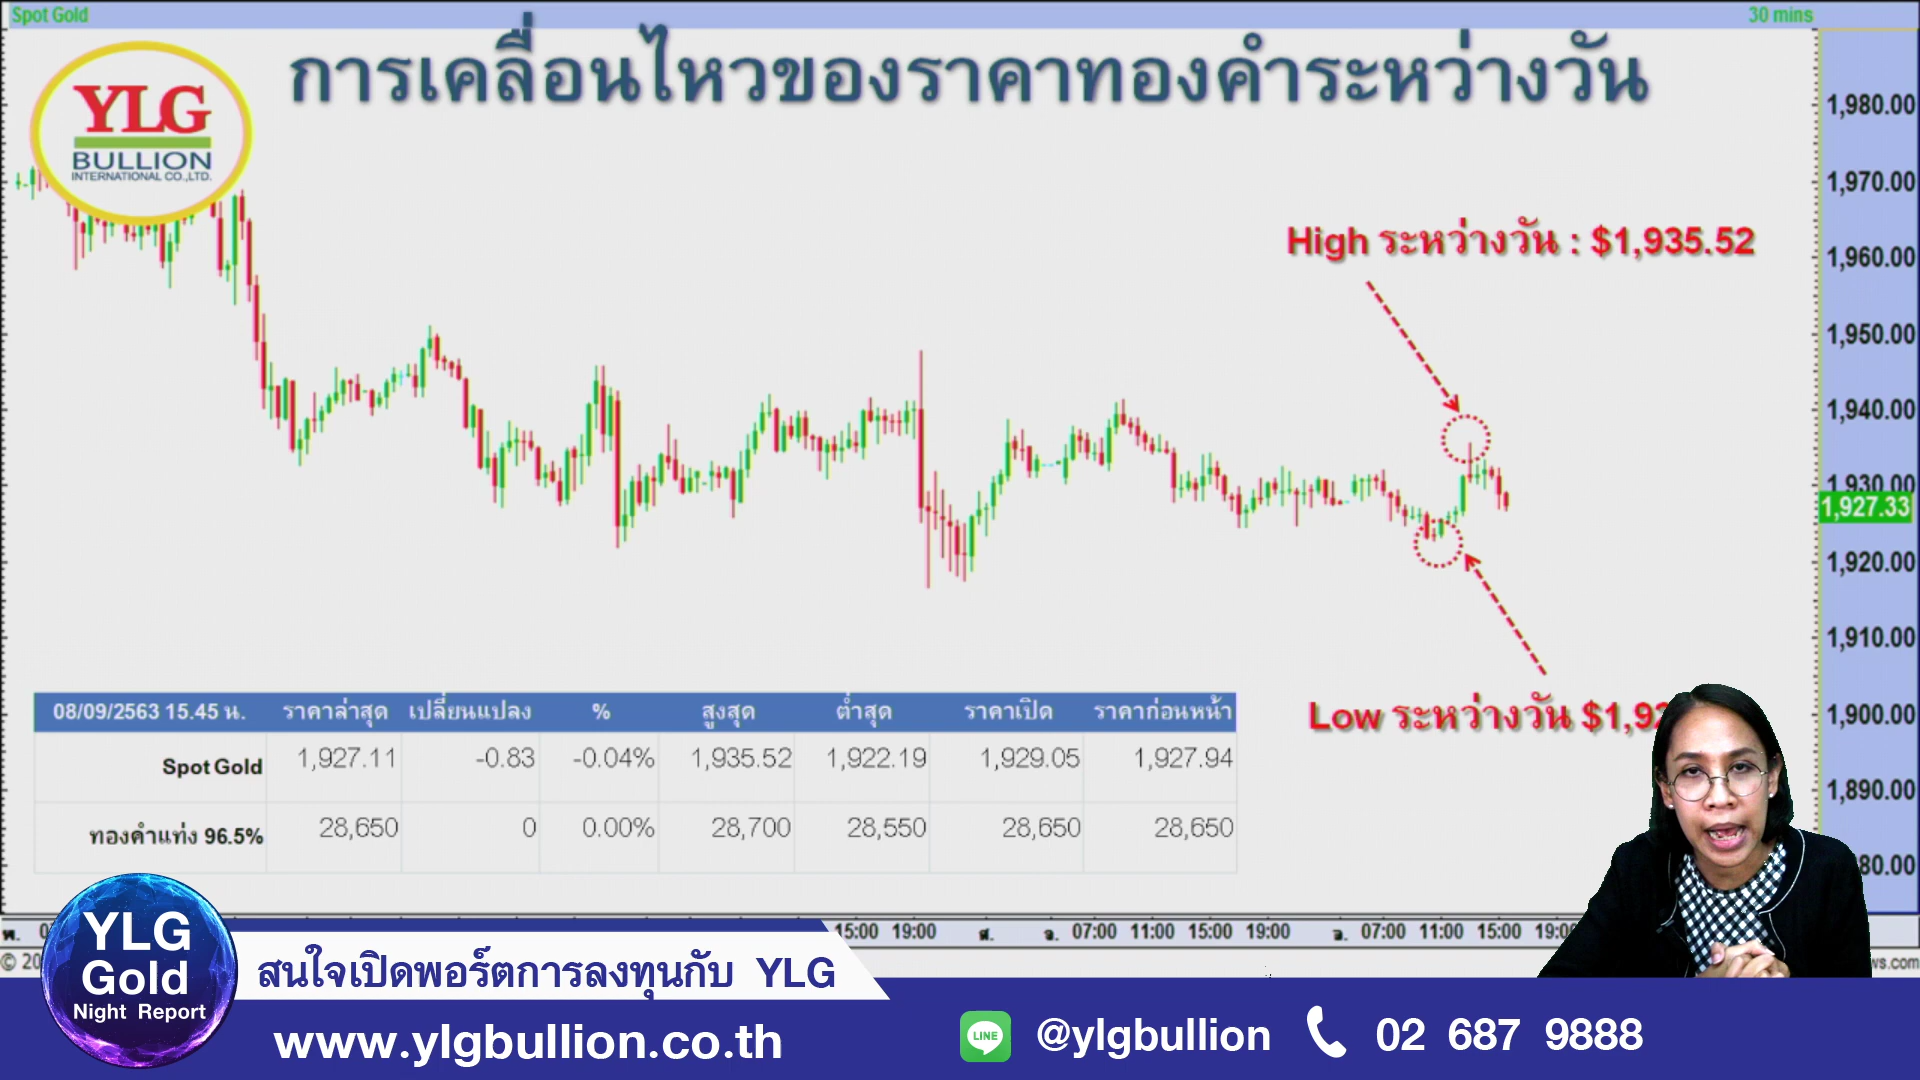 Spot Gold
30 mins
การเคลื่อนไหวของราคาทองคำระหว่างวัน
YLG
BULLION
INTERNATIONAL CO.,LTD.
1,980.00
1,970.00
High ระหว่างวัน : $1,935.52
1,960.00
1,950.00
1,940.00
1,930.00
1,927.33
1,920.00
1,910.00
1,900.00
Low ระหว่างวัน
1,890.00
08/09/2563 15.45 น. ราคาล่าสุด เปลี่ยนแปลง % สูงสุด ต่ำสุด ราคาเปิด ราคาก่อนหน้า
Spot Gold 1,927.11 -0.83 -0.04% 1,935.52 1,922.19 1,929.05 1,927.94
ทองคำแท่ง 96.5% 28,650 0 0.00% 28,700 28,550 28,650 28,650
พ. 15:00 19:00 ศ. จ. 07:00 11:00 15:00 19:00 อ. 07:00 11:00 15:00
YLG
Gold
Night Report
สนใจเปิดพอร์ตการลงทุนกับ YLG
www.ylgbullion.co.th
LINE
@ylgbullion
02 687 9888